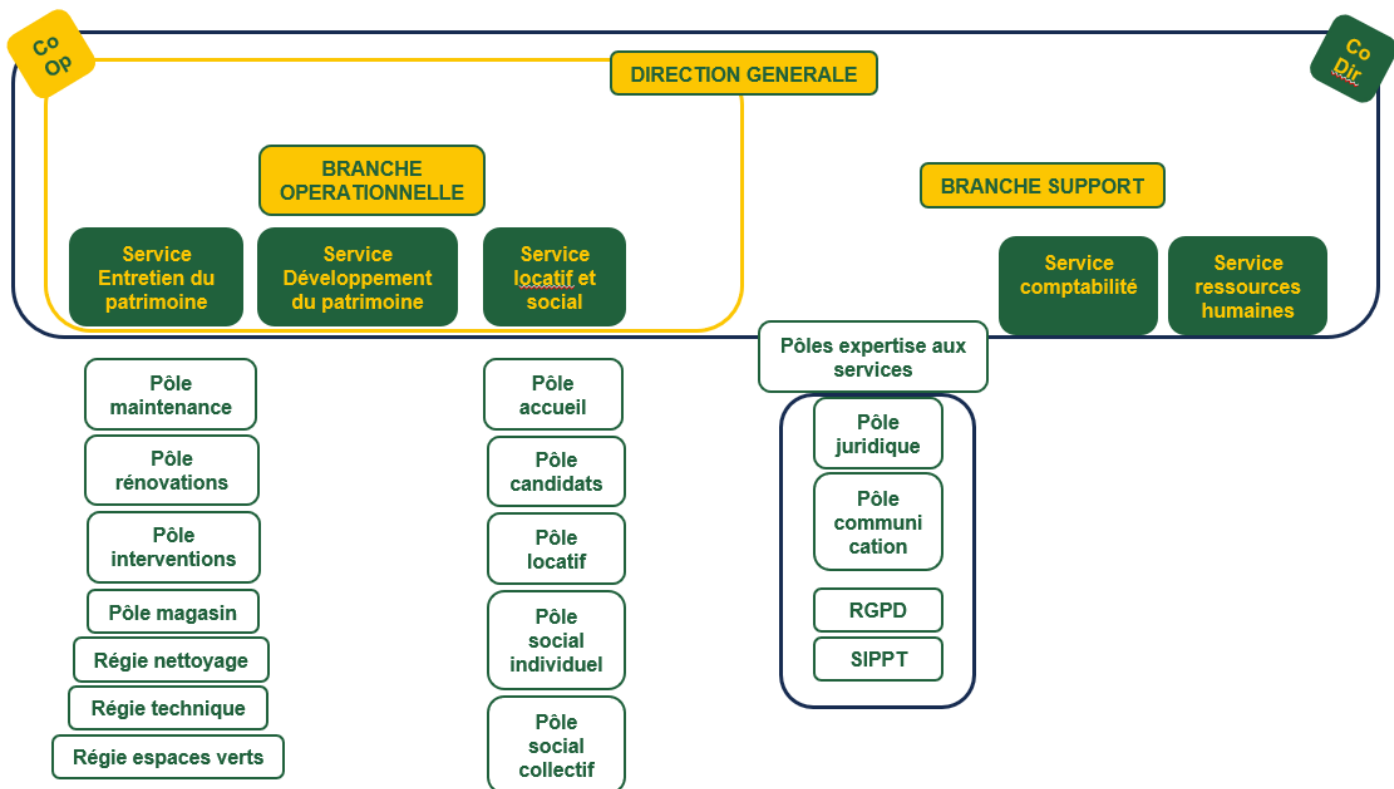 Co
Op
DIRECTION GENERALE
Co
Dir
BRANCHE
OPERATIONNELLE
BRANCHE SUPPORT
Service
Entretien du
patrimoine
Service
Développement
du patrimoine
Service
locatif et
social
Service
comptabilité
Service
ressources
humaines
Pôles expertise aux
services
Pôle
maintenance
Pôle
rénovations
Pôle
interventions
Pôle magasin
Régie nettoyage
Régie technique
Régie espaces verts
Pôle
accueil
Pôle
candidats
Pôle
locatif
Pôle
social
individuel
Pôle
social
collectif
Pôle
juridique
Pôle
communi
cation
RGPD
SIPPT